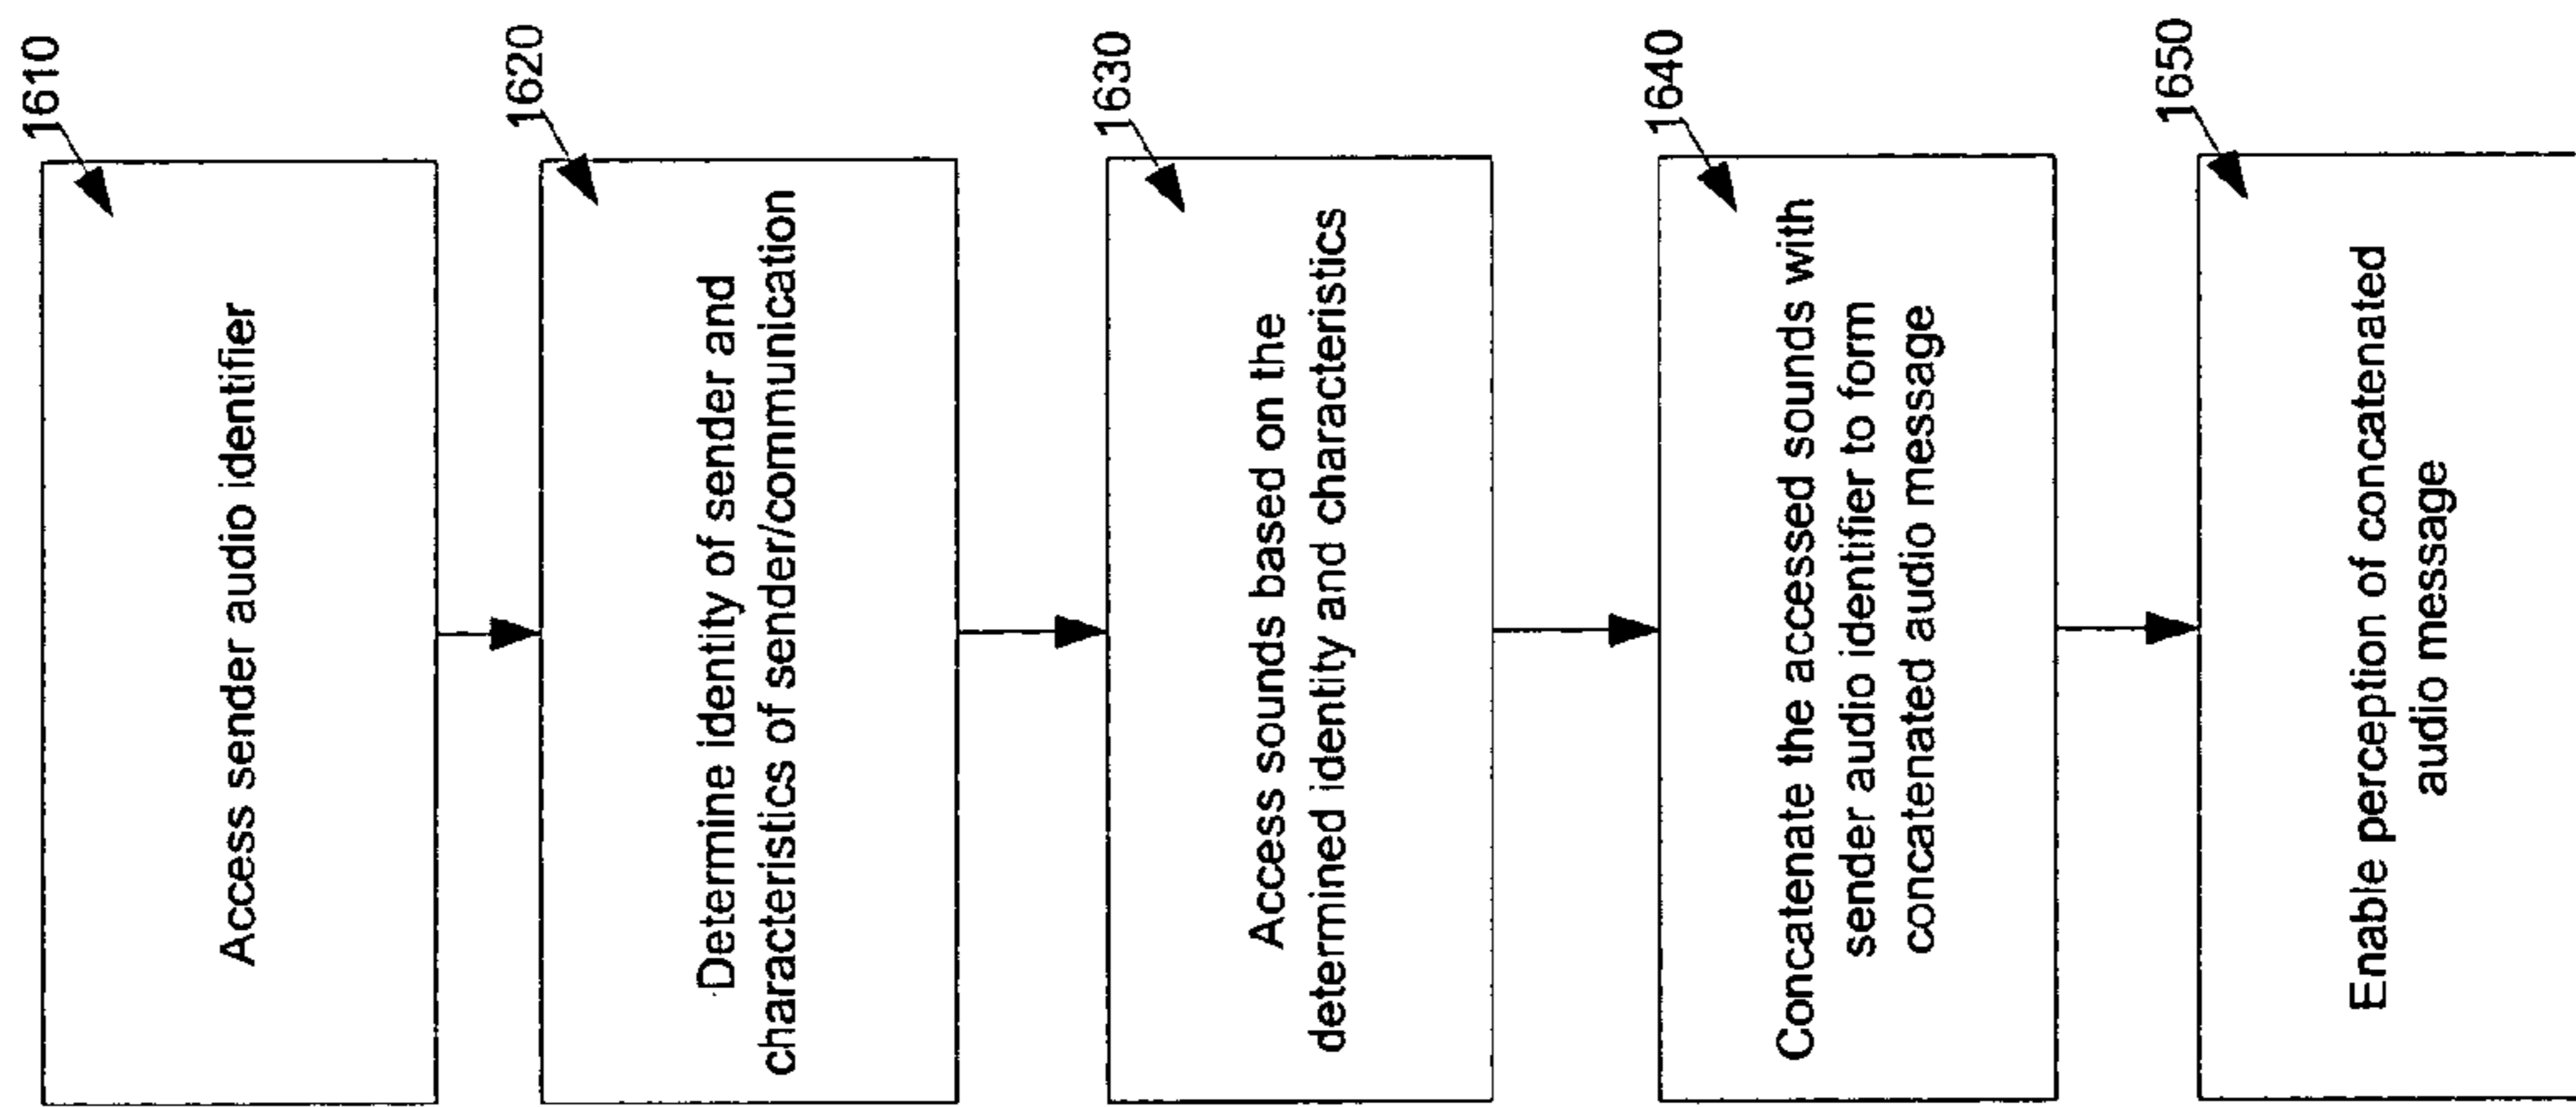 1610
Access sender audio identifier
1620
Determine identity of sender and
characteristics of sender/communication
1630
Access sounds based on the
determined identity and characteristics
1640
Concatenate the accessed sounds with
sender audio identifier to form
concatenated audio message
1650
Enable perception of concatenated
audio message